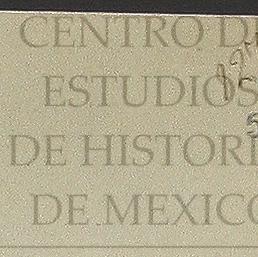 CENTRO D
ESTUDIOS
DE HISTORI
DE MEXICO